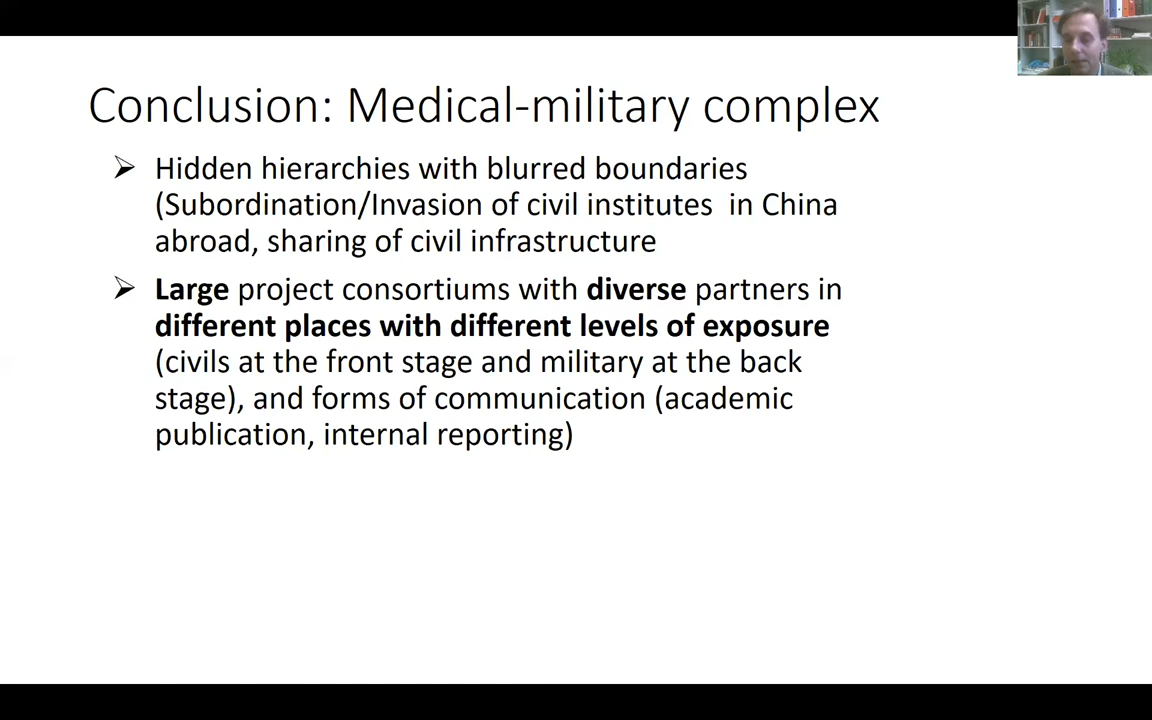 Conclusion: Medical-military complex
➢ Hidden hierarchies with blurred boundaries
(Subordination/Invasion of civil institutes  in China
abroad, sharing of civil infrastructure
➢ Large project consortiums with diverse partners in
different places with different levels of exposure
(civils at the front stage and military at the back
stage), and forms of communication (academic
publication, internal reporting)